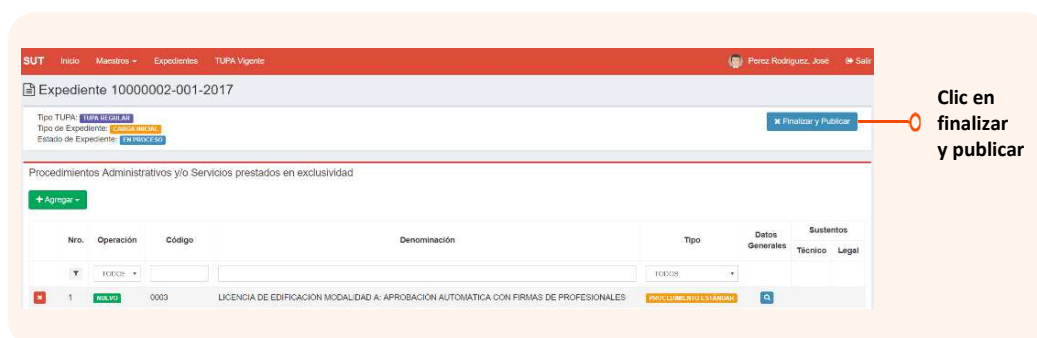 SUT Inicio Maestros Expedientes TUPA Vigente Perez Rodriguez, José Salir
Expediente 10000002-001-2017
Tipo TUPA: TUPA REGULAR
Tipo de Expediente: CARGA INICIAL
Estado de Expediente: EN PROCESO
Finalizar y Publicar
Clic en
finalizar
y publicar
Procedimientos Administrativos y/o Servicios prestados en exclusividad
+ Agregar
Nro. Operación Código Denominación Tipo Datos Generales Sustentos
Técnico Legal
TODOS TODOS
1 NUEVO 0003 LICENCIA DE EDIFICACIÓN MODALIDAD A: APROBACIÓN AUTOMÁTICA CON FIRMAS DE PROFESIONALES PROCEDIMIENTO ESTÁNDAR